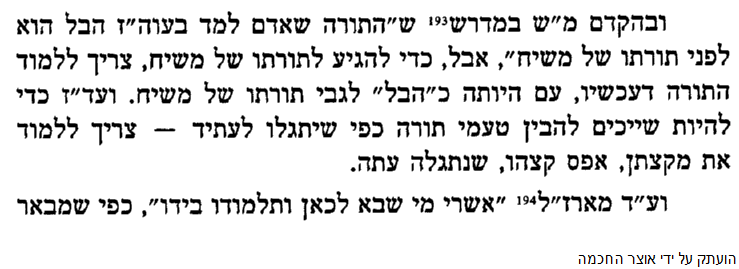 ובהקדם מ״ש במדרש193 ש״התורה שאדם למד בעוה״ז הבל הוא
לפני תורתו של משיח״, אבל, כדי להגיע לתורתו של משיח, צריך ללמוד
התורה דעכשיו, עם היותה כ״הבל״ לגבי תורתו של משיח. ועד״ז כדי
להיות שייכים להבין טעמי תורה כפי שיתגלו לעתיד — צריך ללמוד
את מקצתן, אפס קצהו, שנתגלה עתה.
וע״ד מארז״ל194 ״אשרי מי שבא לכאן ותלמודו בידו״, כפי שמבאר
הועתק על ידי אוצר החכמה